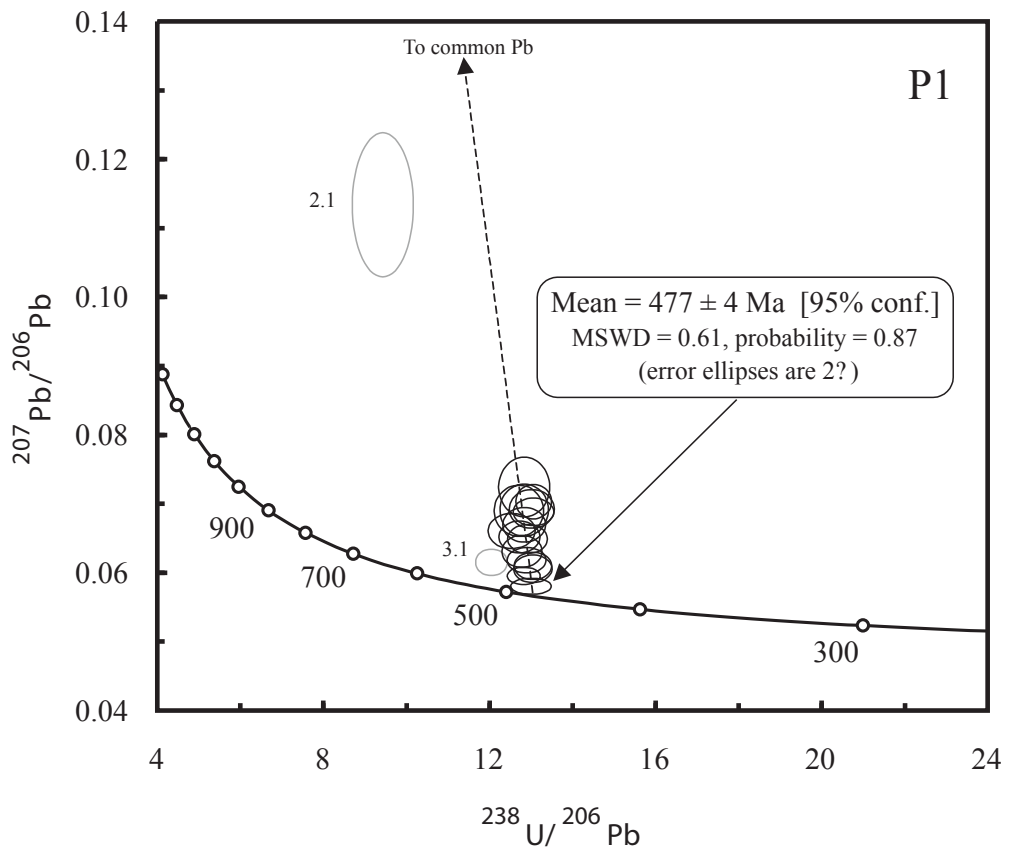 0.14
To common Pb
P1
0.12
2.1
0.10
Mean = 477 ± 4 Ma [95% conf.]
MSWD = 0.61, probability = 0.87
(error ellipses are 2?)
207Pb/206Pb
0.08
900
3.1
0.06
700
500
300
0.04
4 8 12 16 20 24
238U/206Pb